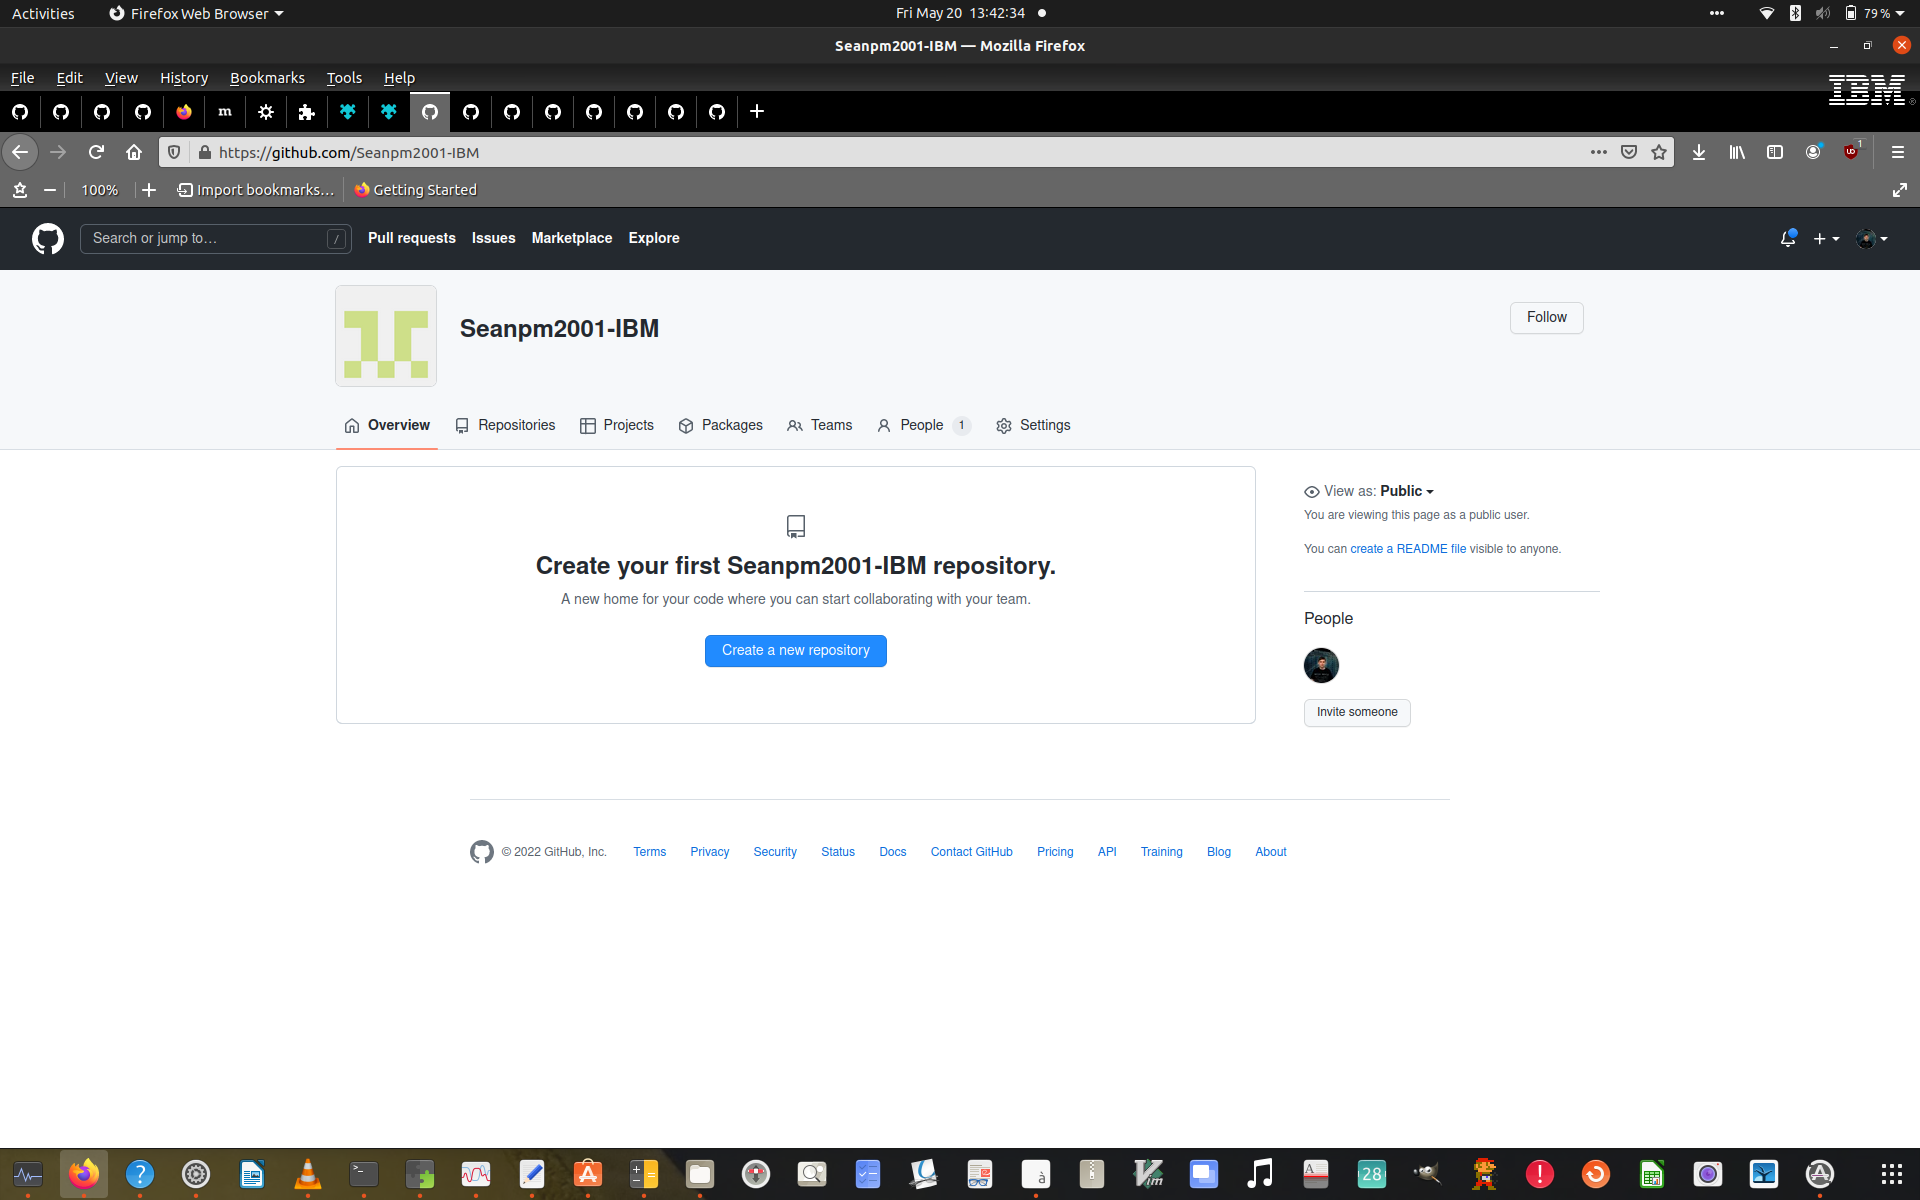 Activities Firefox Web Browser Fri May 20 13:42:34 79 %
Seanpm2001-IBM — Mozilla Firefox
File Edit View History Bookmarks Tools Help
IBM
m
https://github.com/Seanpm2001-IBM 1
100% Import bookmarks... Getting Started
Search or jump to... / Pull requests Issues Marketplace Explore
Seanpm2001-IBM
Follow
Overview Repositories Projects Packages Teams People 1 Settings
View as: Public
You are viewing this page as a public user.
You can create a README file visible to anyone.
Create your first Seanpm2001-IBM repository.
A new home for your code where you can start collaborating with your team.
Create a new repository
People
Invite someone
© 2022 GitHub, Inc. Terms Privacy Security Status Docs Contact GitHub Pricing API Training Blog About
? >_ à Vim A 28 !